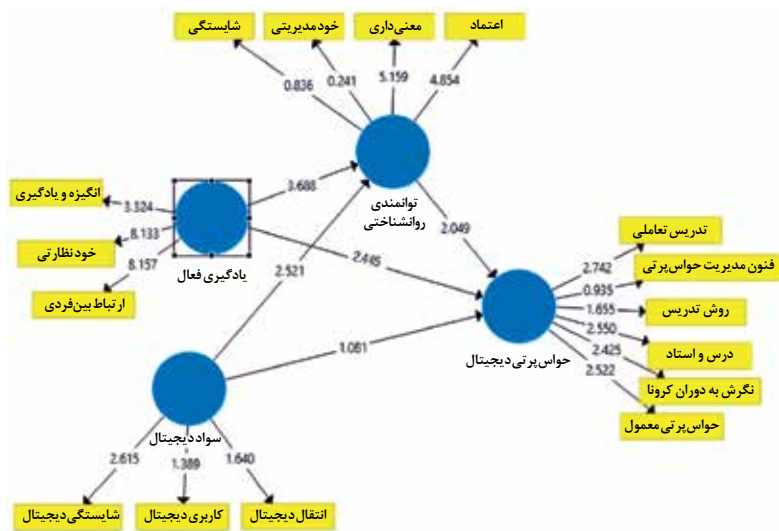 اعتماد
معنی‌داری
خودمدیریتی
شایستگی
4.854
5.159
0.241
0.836
توانمندی
روانشناختی
انگیزه و یادگیری
خودنظارتی
ارتباط بین‌فردی
3.324
8.133
8.157
یادگیری فعال
3.688
2.521
2.445
2.049
1.081
تدریس تعاملی
فنون مدیریت حواس‌پرتی
روش تدریس
درس و استاد
نگرش به دوران کرونا
حواس‌پرتی معمول
2.742
0.935
1.655
2.550
2.425
2.522
حواس‌پرتی دیجیتال
سواد دیجیتال
2.615
1.389
1.640
انتقال دیجیتال
کاربری دیجیتال
شایستگی دیجیتال